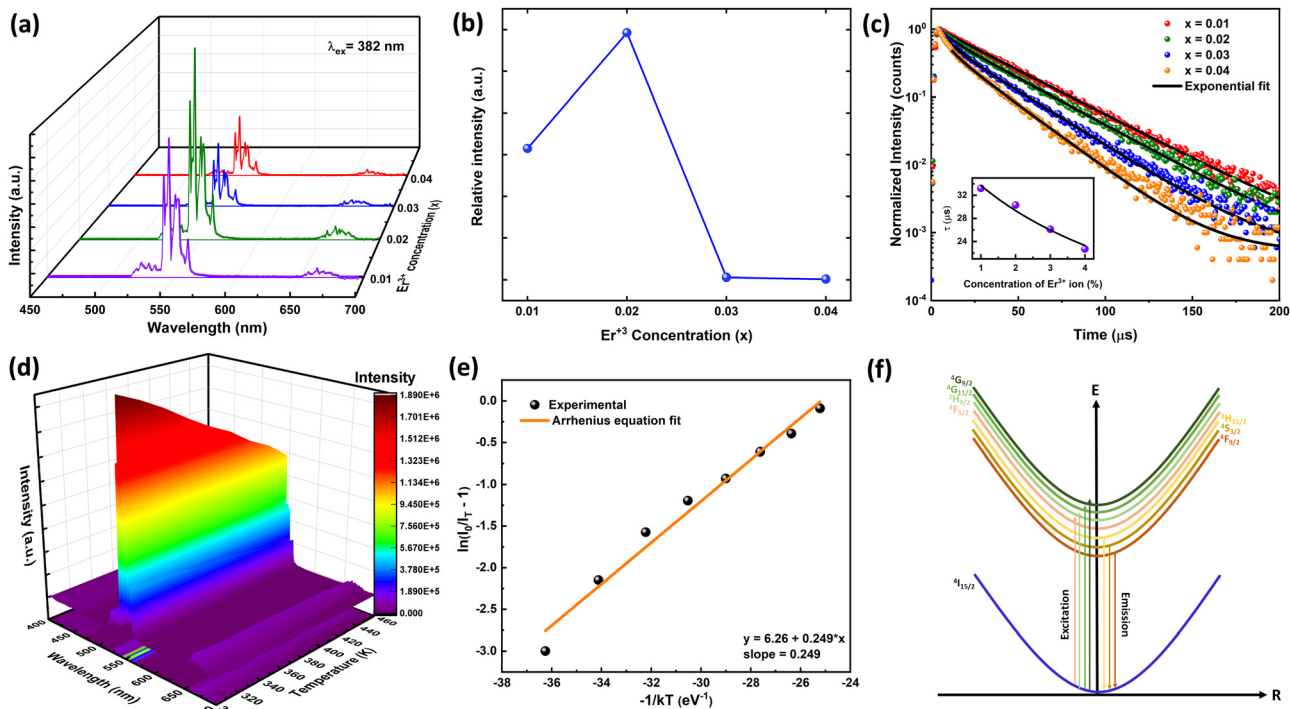 (a)
λex= 382 nm
Intensity (a.u.)
450
500
550
600
650
700
Wavelength (nm)
0.01
0.02
0.03
0.04
Er³⁺ concentration (x)
(b)
Relative intensity (a.u.)
0.01
0.02
0.03
0.04
Er⁺³ Concentration (x)
(c)
Normalized Intensity (counts)
10⁰
10⁻¹
10⁻²
10⁻³
10⁻⁴
x = 0.01
x = 0.02
x = 0.03
x = 0.04
Exponential fit
τ (μs)
32
28
24
1
2
3
4
Concentration of Er³⁺ ion (%)
0
50
100
150
200
Time (μs)
(d)
Intensity
1.890E+6
1.701E+6
1.512E+6
1.323E+6
1.134E+6
9.450E+5
7.560E+5
5.670E+5
3.780E+5
1.890E+5
0.000
Intensity (a.u.)
400
450
500
550
600
650
Wavelength (nm)
320
340
360
380
400
420
440
460
Temperature (K)
(e)
ln(I₀/I_T - 1)
0.0
-0.5
-1.0
-1.5
-2.0
-2.5
-3.0
Experimental
Arrhenius equation fit
y = 6.26 + 0.249*x
slope = 0.249
-38
-36
-34
-32
-30
-28
-26
-24
-1/kT (eV⁻¹)
(f)
E
⁴G₉/₂
⁴G₁₁/₂
²H₉/₂
⁴F₅/₂
²H₁₁/₂
⁴S₃/₂
⁴F₉/₂
⁴I₁₅/₂
Excitation
Emission
R